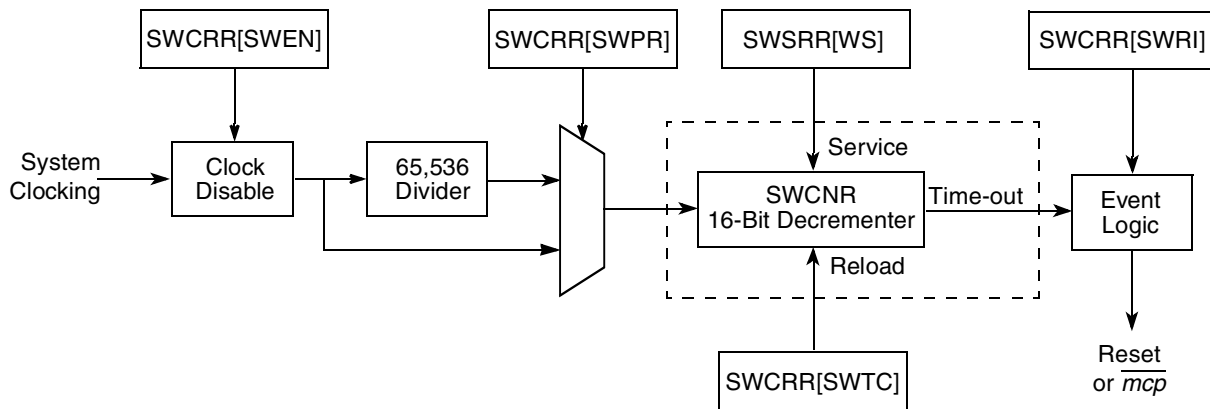 SWCRR[SWEN]
SWCRR[SWPR]
SWSRR[WS]
SWCRR[SWRI]
System
Clocking
Clock
Disable
65,536
Divider
Service
SWCNR
16-Bit Decrementer
Time-out
Event
Logic
Reload
SWCRR[SWTC]
Reset
or mcp